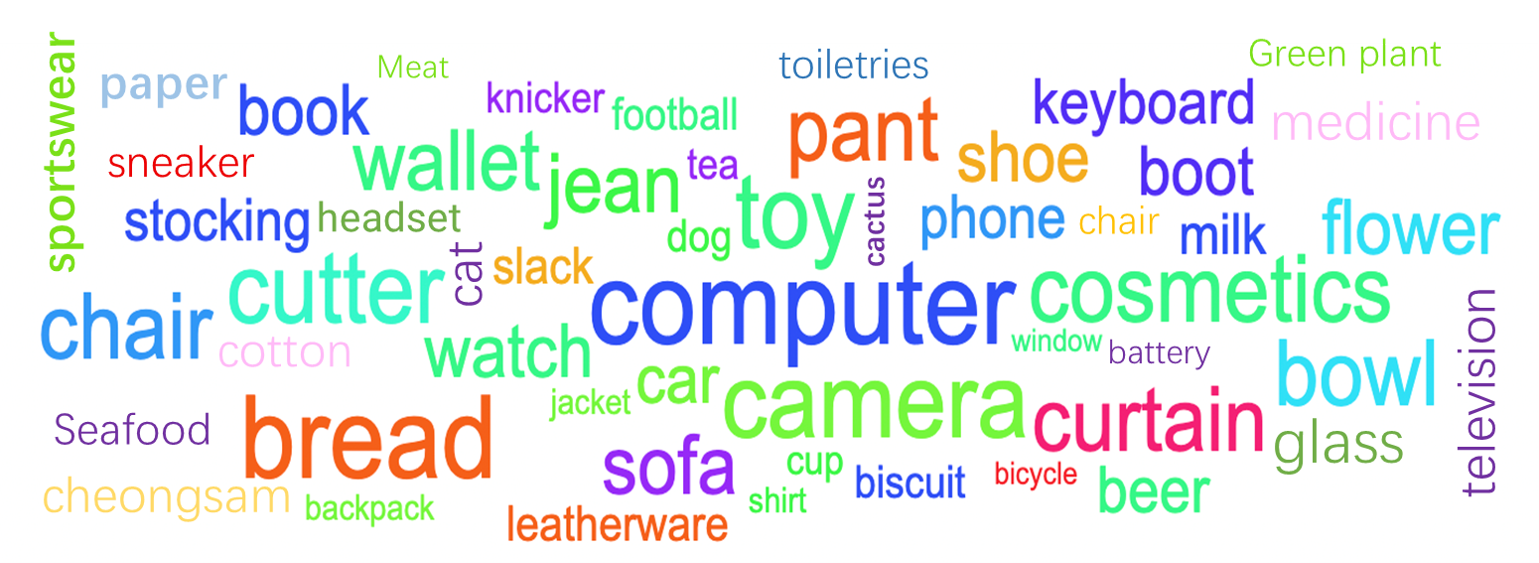 sportswear
paper
Meat
toiletries
Green plant
book
knicker
football
pant
keyboard
medicine
sneaker
wallet
jean
tea
toy
shoe
boot
stocking
headset
dog
cactus
phone
chair
milk
flower
cutter
cat
slack
computer
cosmetics
chair
cotton
watch
window
battery
bowl
television
jacket
car
camera
curtain
glass
Seafood
bread
sofa
cup
biscuit
bicycle
beer
cheongsam
backpack
shirt
leatherware